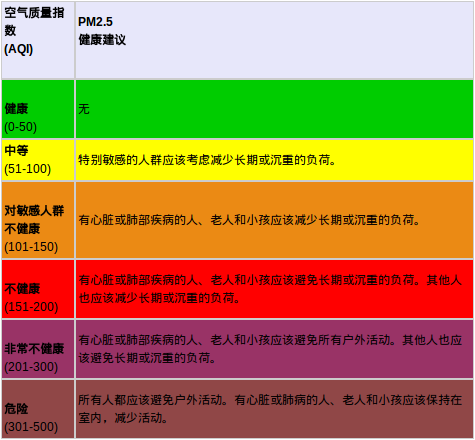 空气质量指
数
(AQI)
PM2.5
健康建议
健康
(0-50)
无
中等
(51-100)
特别敏感的人群应该考虑减少长期或沉重的负荷。
对敏感人群
不健康
(101-150)
有心脏或肺部疾病的人、老人和小孩应该减少长期或沉重的负荷。
不健康
(151-200)
有心脏或肺部疾病的人、老人和小孩应该避免长期或沉重的负荷。其他人
也应该减少长期或沉重的负荷。
非常不健康
(201-300)
有心脏或肺部疾病的人、老人和小孩应该避免所有户外活动。其他人也应
该避免长期或沉重的负荷。
危险
(301-500)
所有人都应该避免户外活动。有心脏或肺病的人、老人和小孩应该保持在
室内，减少活动。